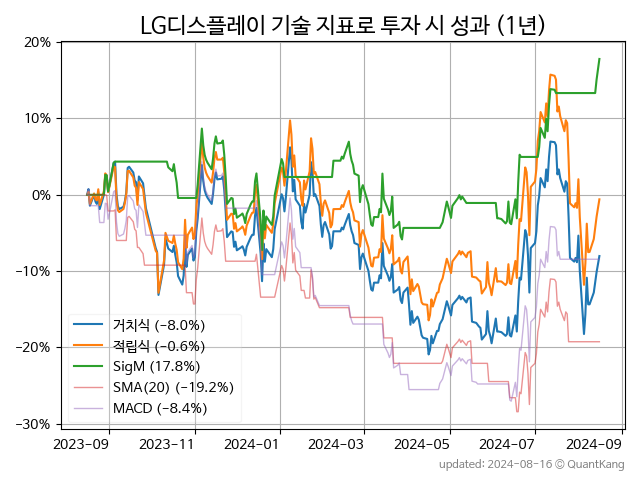 LG디스플레이 기술 지표로 투자 시 성과 (1년)
20%
10%
0%
−10%
−20%
−30%
거치식 (−8.0%)
적립식 (−0.6%)
SigM (17.8%)
SMA(20) (−19.2%)
MACD (−8.4%)
2023-09 2023-11 2024-01 2024-03 2024-05 2024-07 2024-09
updated: 2024-08-16 © QuantKang